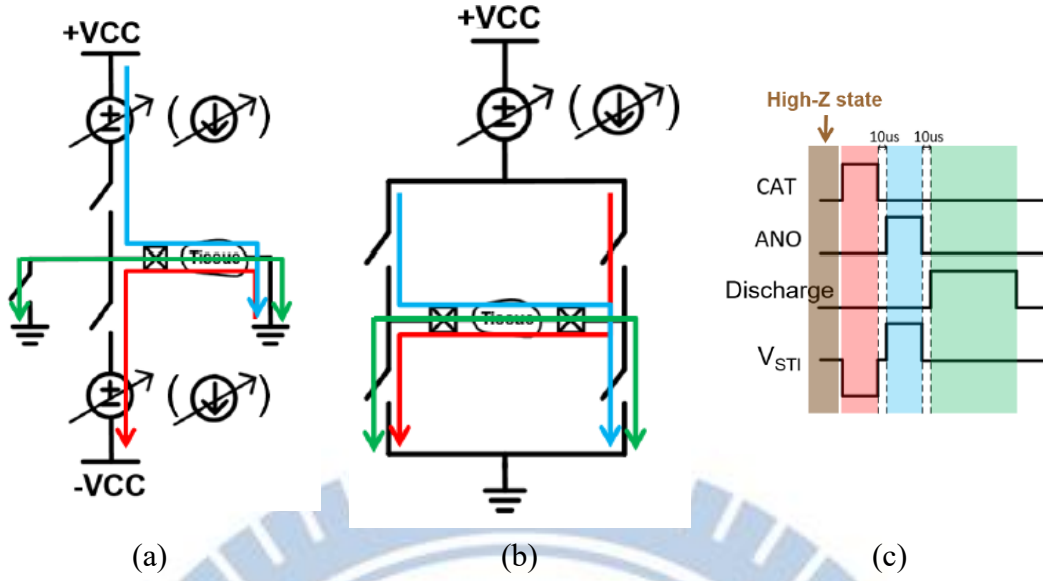 +VCC
( )
Tissue
( )
-VCC
(a)
+VCC
( )
Tissue
(b)
High-Z state
10us 10us
CAT
ANO
Discharge
VSTI
(c)